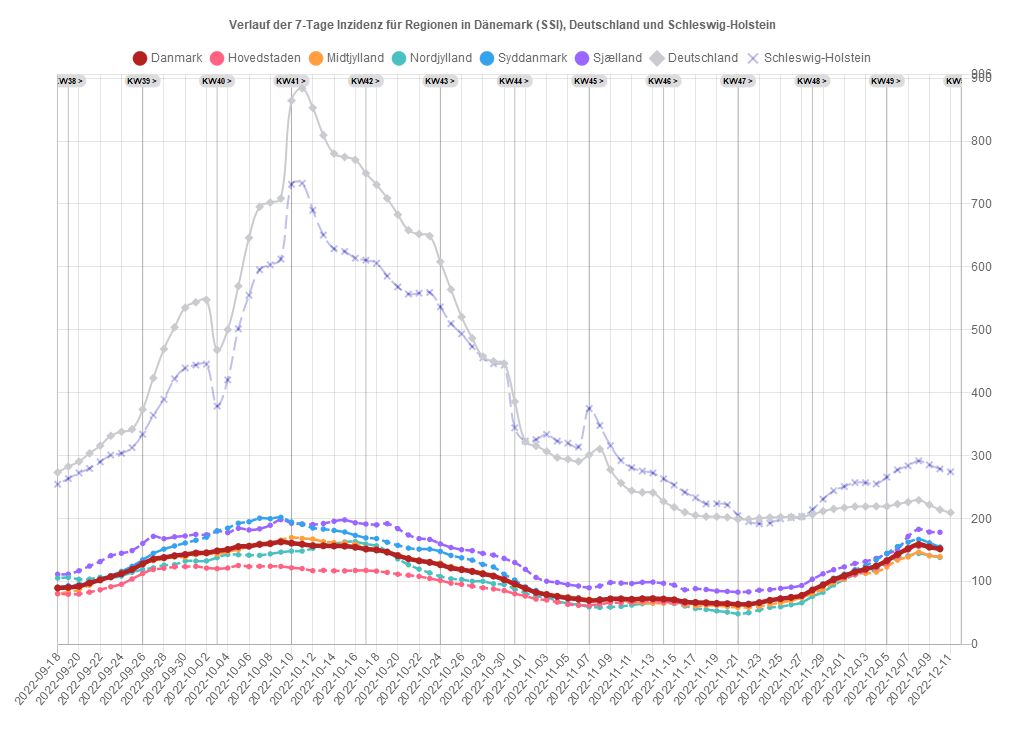 Verlauf der 7-Tage Inzidenz für Regionen in Dänemark (SSI), Deutschland und Schleswig-Holstein
Danmark Hovedstaden Midtjylland Nordjylland Syddanmark Sjælland Deutschland Schleswig-Holstein
KW39 > KW40 > KW41 > KW42 > KW43 > KW44 > KW45 > KW46 > KW47 > KW48 > KW49 >
906
900
800
700
600
500
400
300
200
100
0
2022-09-18 2022-09-20 2022-09-22 2022-09-24 2022-09-26 2022-09-28 2022-09-30 2022-10-02 2022-10-04 2022-10-06 2022-10-08 2022-10-10 2022-10-12 2022-10-14 2022-10-16 2022-10-18 2022-10-20 2022-10-22 2022-10-24 2022-10-26 2022-10-28 2022-10-30 2022-11-01 2022-11-03 2022-11-05 2022-11-07 2022-11-09 2022-11-11 2022-11-13 2022-11-15 2022-11-17 2022-11-19 2022-11-21 2022-11-23 2022-11-25 2022-11-27 2022-11-29 2022-12-01 2022-12-03 2022-12-05 2022-12-07 2022-12-09 2022-12-11